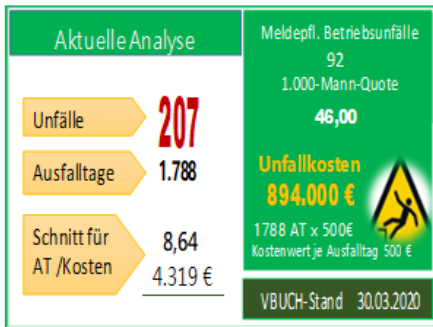 Aktuelle Analyse
Unfälle 207
Ausfalltage 1.788
Schnitt für
AT /Kosten
8,64
4.319 €
Meldepfl. Betriebsunfälle
92
1.000-Mann-Quote
46,00
Unfallkosten
894.000 €
1788 AT x 500€
Kostenwert je Ausfalltag 500 €
VBUCH-Stand 30.03.2020